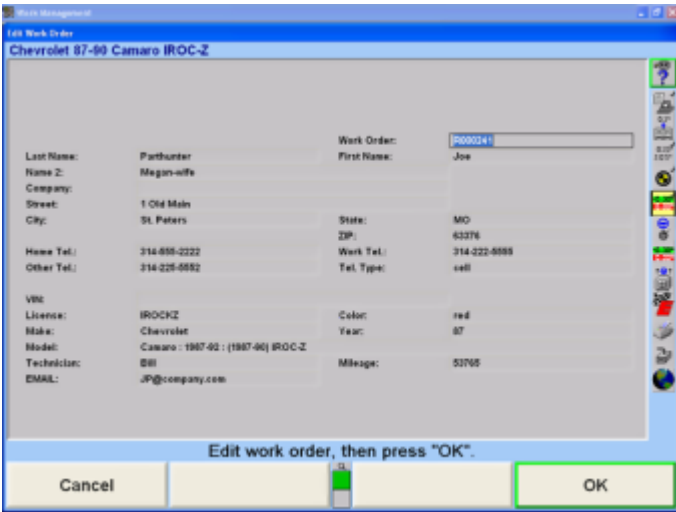 Work Management
Edit Work Order
Chevrolet 87-90 Camaro IROC-Z
Work Order: R000241
Last Name: Parthunter First Name: Joe
Name 2: Megan-wife
Company:
Street: 1 Old Main
City: St. Peters State: MO
ZIP: 63376
Home Tel.: 314-555-2222 Work Tel.: 314-222-5555
Other Tel.: 314-225-5552 Tel. Type: cell
VIN:
License: IROCKZ Color: red
Make: Chevrolet Year: 87
Model: Camaro : 1987-92 : (1987-90) IROC-Z
Technician: Bill Mileage: 53765
EMAIL: JP@company.com
Edit work order, then press "OK".
Cancel OK